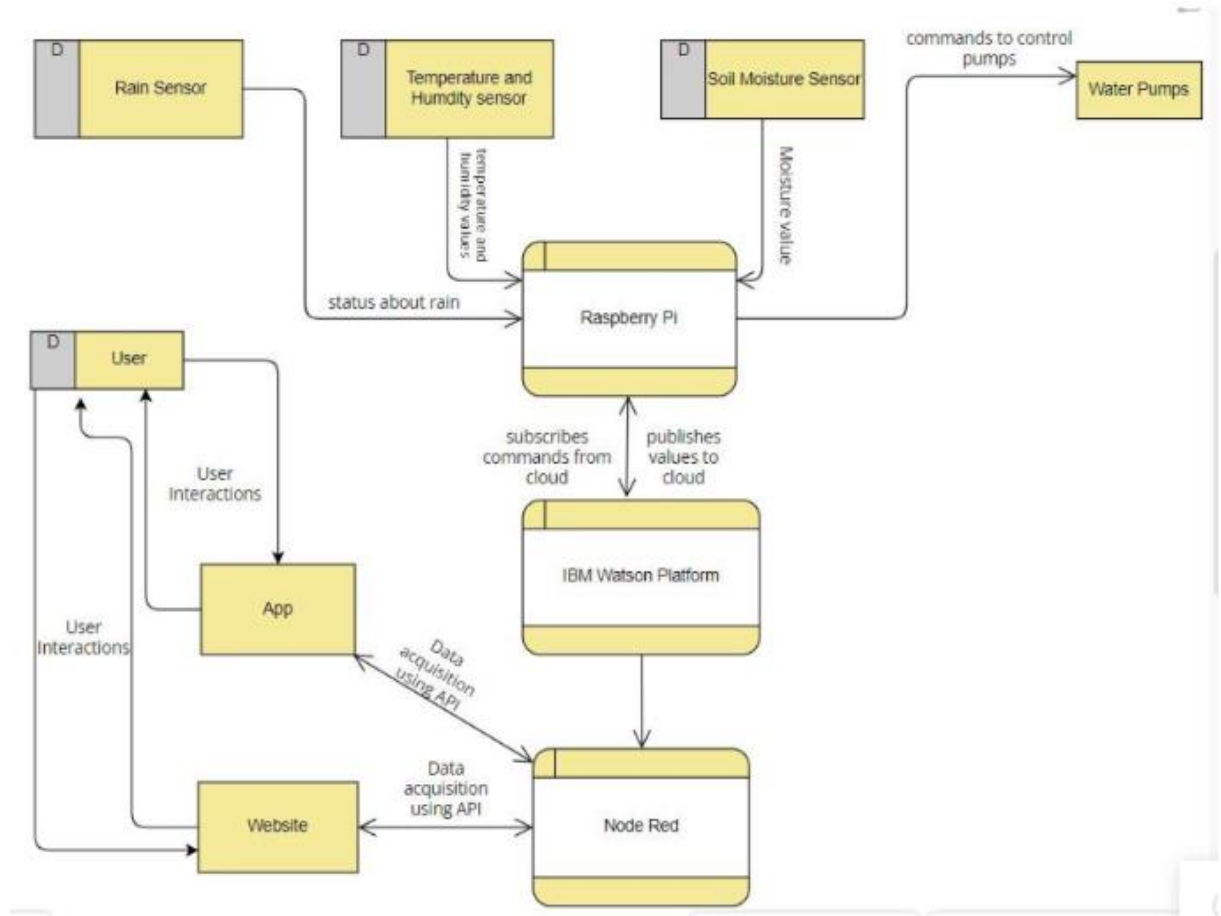 D
Rain Sensor
D
Temperature and
Humdity sensor
D
Soil Moisture Sensor
commands to control
pumps
Water Pumps
temperature and
humidity values
Moisture value
status about rain
Raspberry Pi
D
User
subscribes
commands from
cloud
publishes
values to
cloud
User
Interactions
IBM Watson Platform
App
User
Interactions
Data
acquisition
using API
Data
acquisition
using API
Website
Node Red